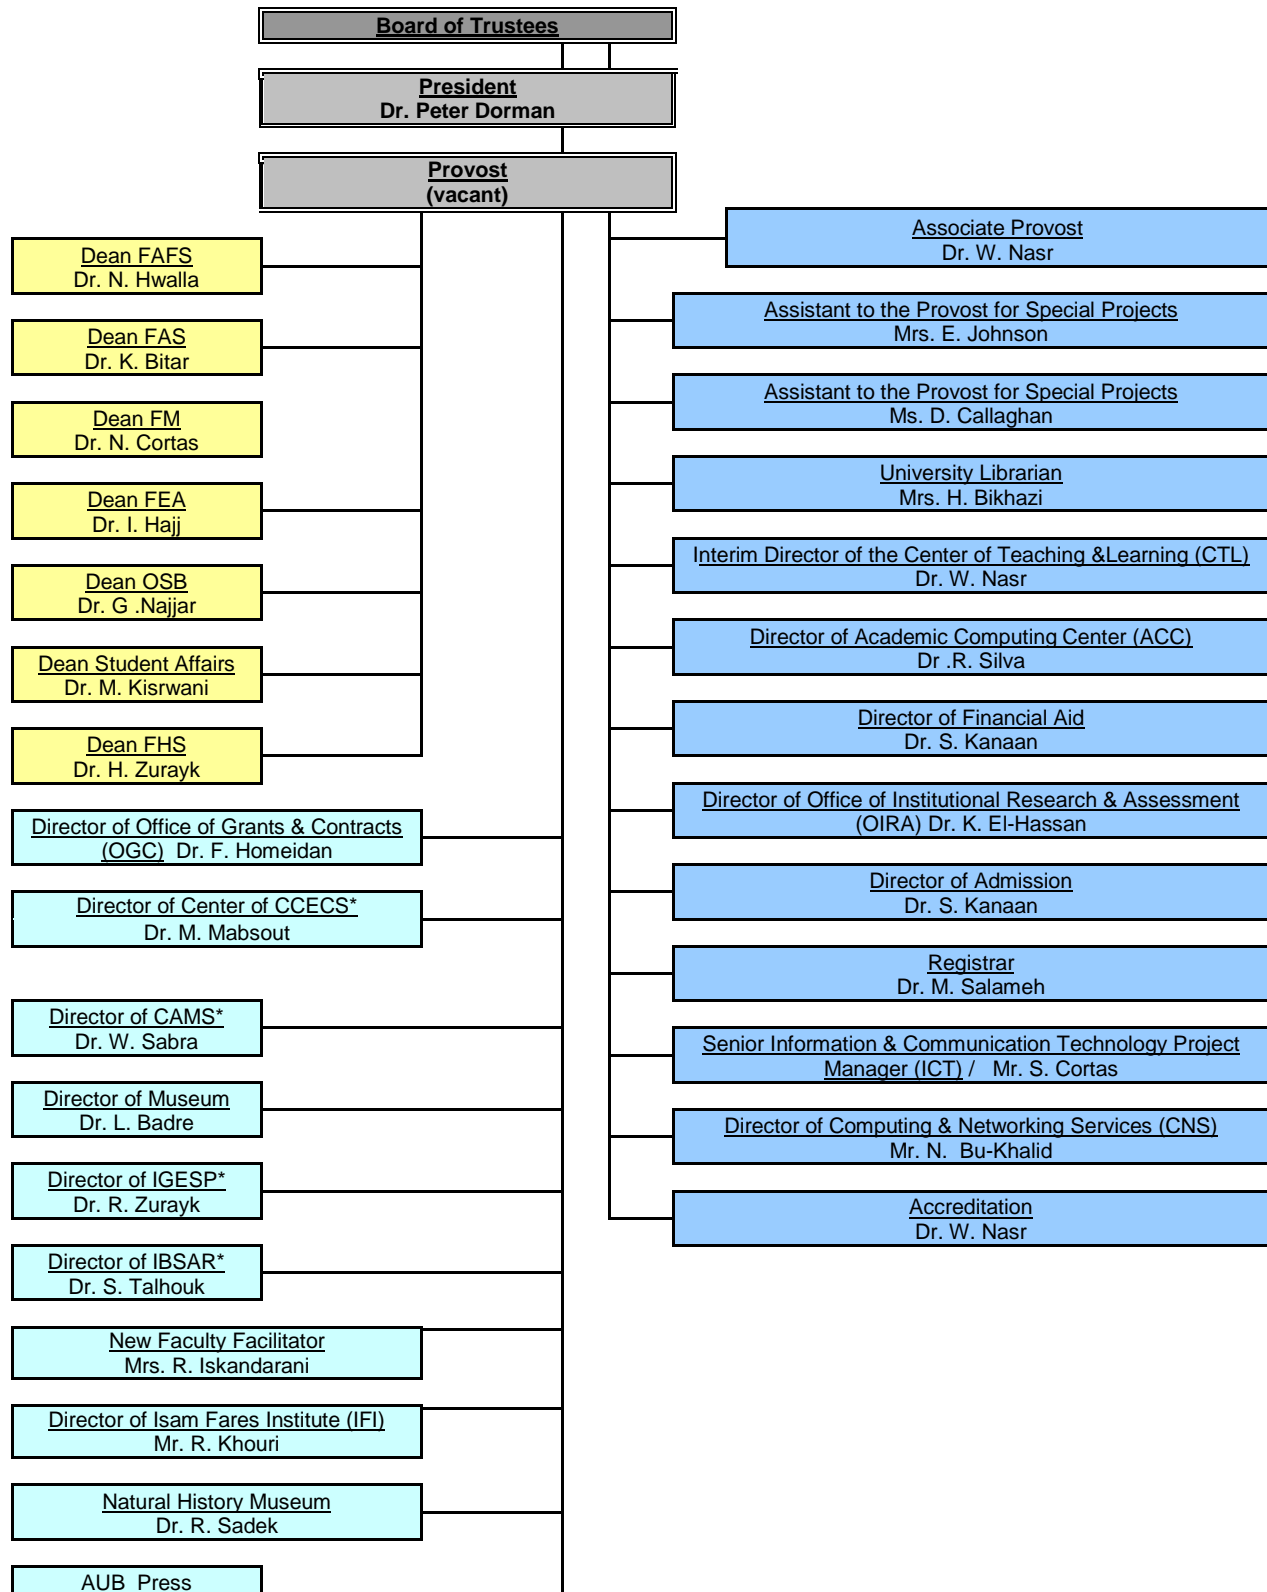 Board of Trustees
President
Dr. Peter Dorman
Provost
(vacant)
Dean FAFS
Dr. N. Hwalla
Dean FAS
Dr. K. Bitar
Dean FM
Dr. N. Cortas
Dean FEA
Dr. I. Hajj
Dean OSB
Dr. G .Najjar
Dean Student Affairs
Dr. M. Kisrwani
Dean FHS
Dr. H. Zurayk
Director of Office of Grants & Contracts
(OGC) Dr. F. Homeidan
Director of Center of CCECS*
Dr. M. Mabsout
Director of CAMS*
Dr. W. Sabra
Director of Museum
Dr. L. Badre
Director of IGESP*
Dr. R. Zurayk
Director of IBSAR*
Dr. S. Talhouk
New Faculty Facilitator
Mrs. R. Iskandarani
Director of Isam Fares Institute (IFI)
Mr. R. Khouri
Natural History Museum
Dr. R. Sadek
AUB Press
Associate Provost
Dr. W. Nasr
Assistant to the Provost for Special Projects
Mrs. E. Johnson
Assistant to the Provost for Special Projects
Ms. D. Callaghan
University Librarian
Mrs. H. Bikhazi
Interim Director of the Center of Teaching &Learning (CTL)
Dr. W. Nasr
Director of Academic Computing Center (ACC)
Dr .R. Silva
Director of Financial Aid
Dr. S. Kanaan
Director of Office of Institutional Research & Assessment
(OIRA) Dr. K. El-Hassan
Director of Admission
Dr. S. Kanaan
Registrar
Dr. M. Salameh
Senior Information & Communication Technology Project
Manager (ICT) / Mr. S. Cortas
Director of Computing & Networking Services (CNS)
Mr. N. Bu-Khalid
Accreditation
Dr. W. Nasr